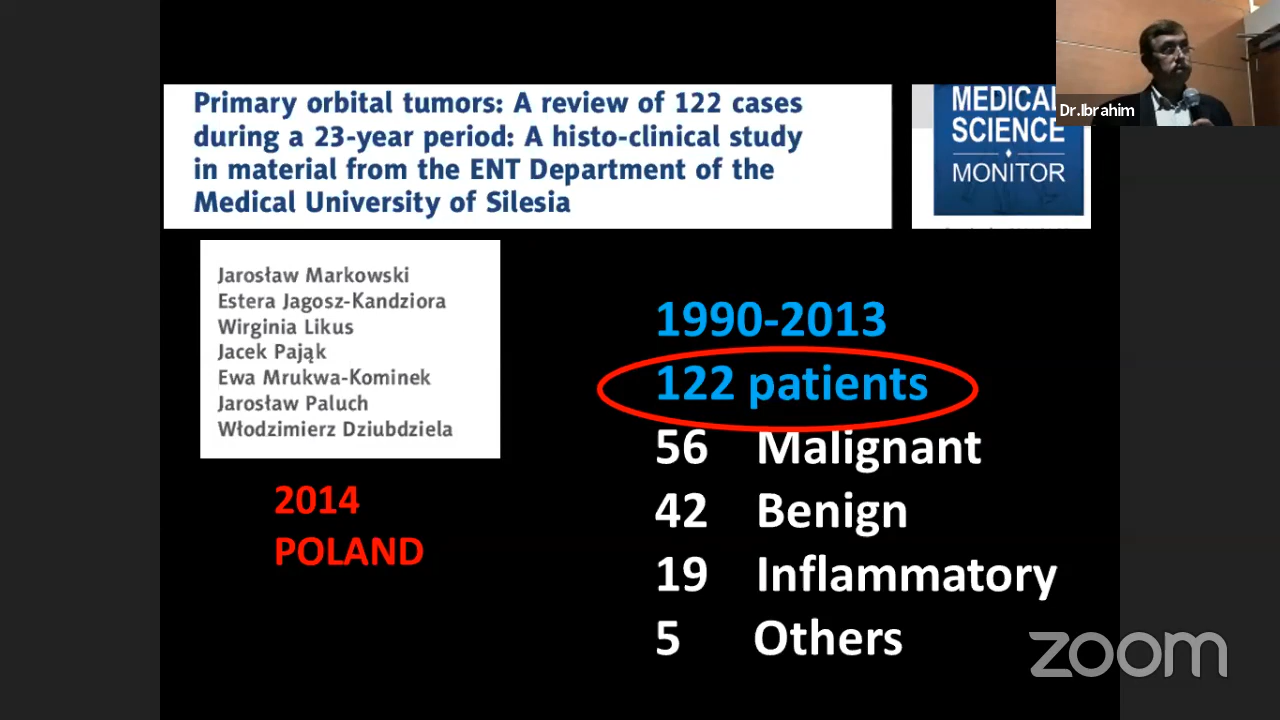 Primary orbital tumors: A review of 122 cases
during a 23-year period: A histo-clinical study
in material from the ENT Department of the
Medical University of Silesia
MEDICAL
SCIENCE
MONITOR
Dr.Ibrahim
Jarosław Markowski
Estera Jagosz-Kandziora
Wirginia Likus
Jacek Pająk
Ewa Mrukwa-Kominek
Jarosław Paluch
Włodzimierz Dziubdziela
2014
POLAND
1990-2013
122 patients
56 Malignant
42 Benign
19 Inflammatory
5 Others
zoom